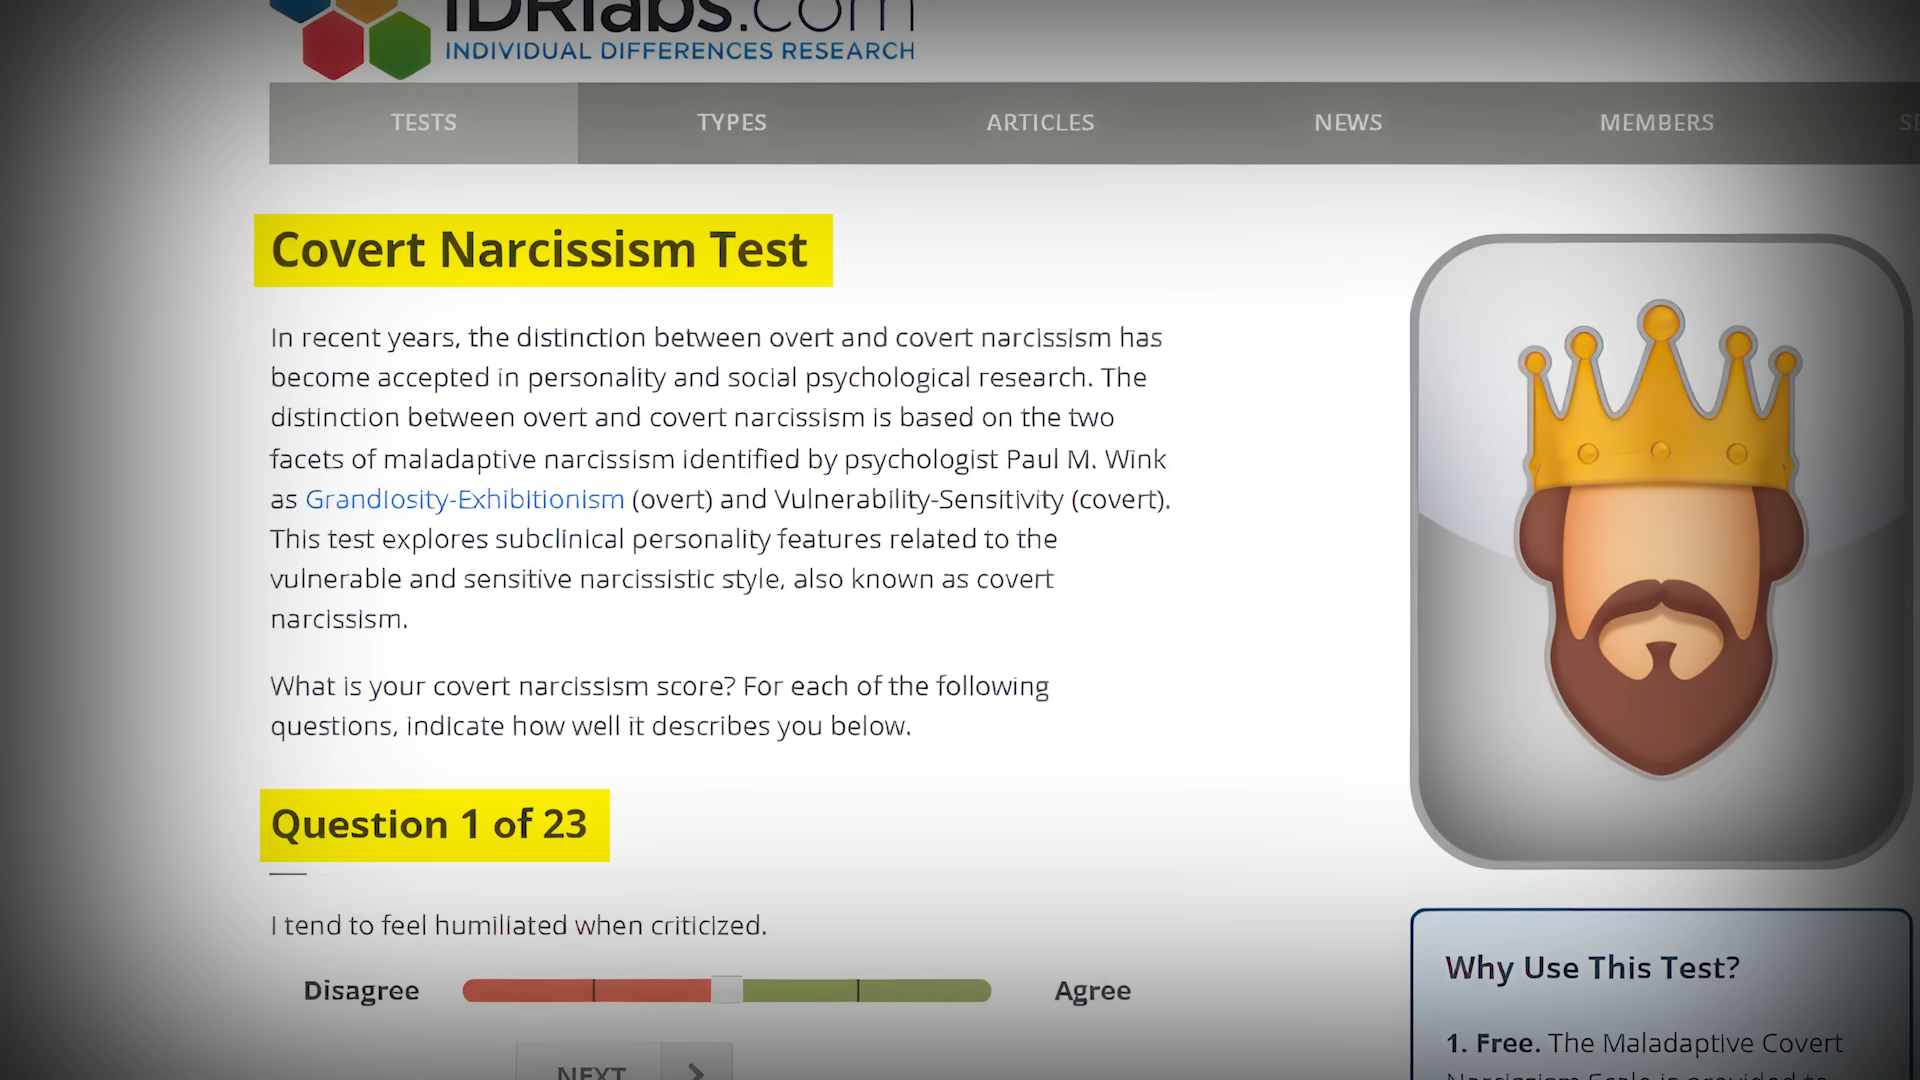 IDRlabs.com
INDIVIDUAL DIFFERENCES RESEARCH
TESTS
TYPES
ARTICLES
NEWS
MEMBERS
Covert Narcissism Test
In recent years, the distinction between overt and covert narcissism has
become accepted in personality and social psychological research. The
distinction between overt and covert narcissism is based on the two
facets of maladaptive narcissism identified by psychologist Paul M. Wink
as Grandiosity-Exhibitionism (overt) and Vulnerability-Sensitivity (covert).
This test explores subclinical personality features related to the
vulnerable and sensitive narcissistic style, also known as covert
narcissism.
What is your covert narcissism score? For each of the following
questions, indicate how well it describes you below.
Question 1 of 23
I tend to feel humiliated when criticized.
Disagree
Agree
NEXT
Why Use This Test?
1. Free. The Maladaptive Covert
Narcissism Scale is provided to